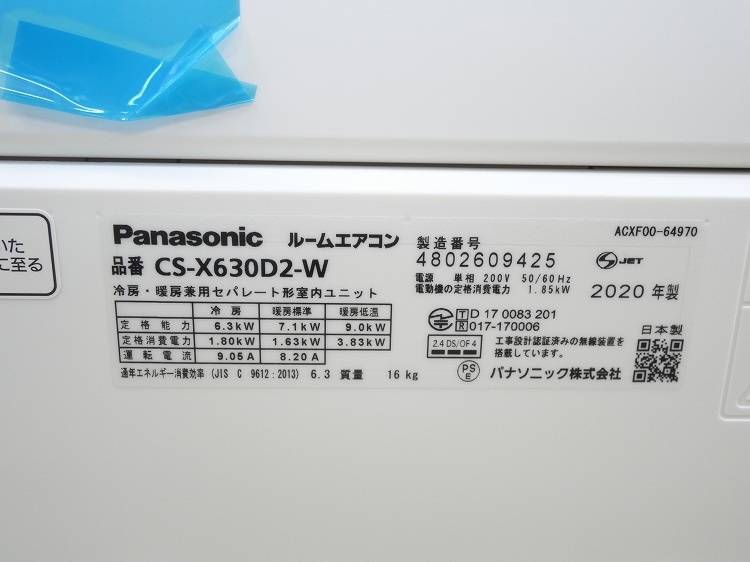 いた
に至る
Panasonic ルームエアコン
品番 CS-X630D2-W
冷房・暖房兼用セパレート形室内ユニット
冷房 暖房標準 暖房低温
定格能力 6.3kW 7.1kW 9.0kW
定格消費電力 1.80kW 1.63kW 3.83kW
運転電流 9.05A 8.20A
通年エネルギー消費効率 (JIS C 9612:2013) 6.3 質量 16 kg
ACXF00-64970
製造番号
4802609425
JET
電源 単相 200V 50/60Hz
電動機の定格消費電力 1.85kW
2020 年製
T D 17 0083 201
R 017-170006
日本製
2.4 DS/OF4
工事設計認証済みの無線装置を
搭載しています。
PS
E
パナソニック株式会社